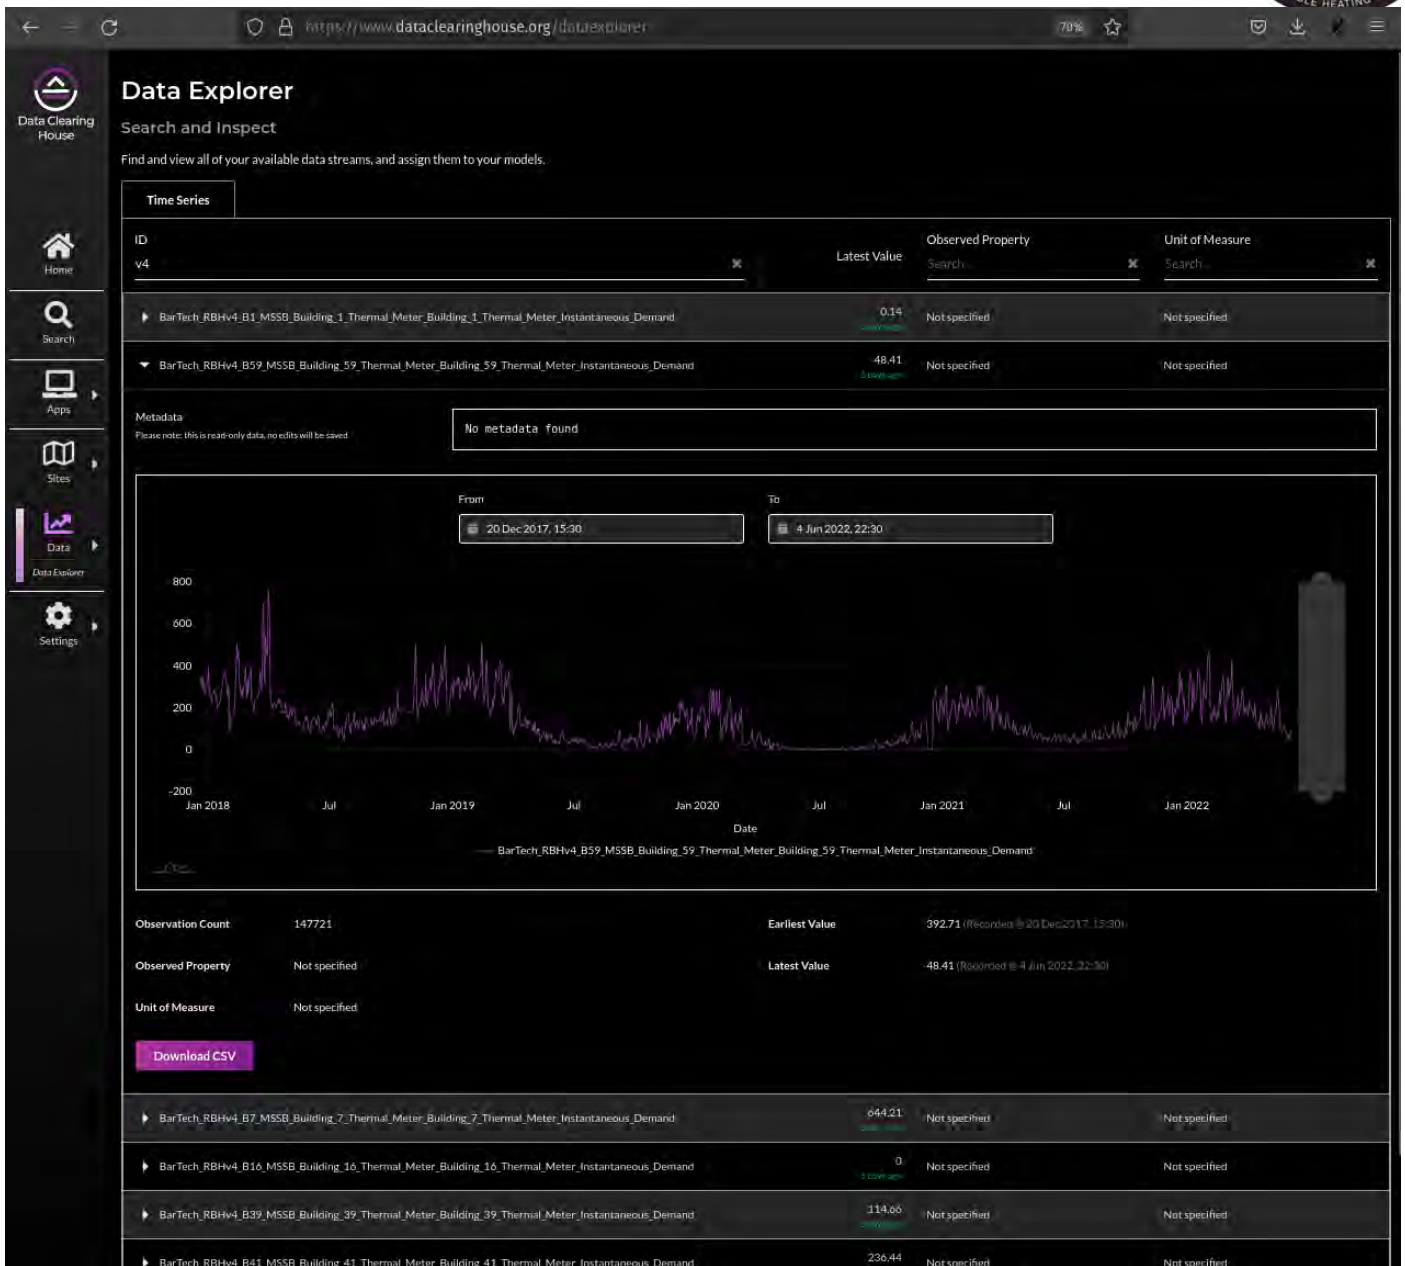 LE HEATING
https://www.dataclearinghouse.org/dataexplorer
70%
Data Clearing
House
Home
Search
Apps
Sites
Data
Data Explorer
Settings
Data Explorer
Search and Inspect
Find and view all of your available data streams, and assign them to your models.
Time Series
ID
v4
Latest Value
Observed Property
Search...
Unit of Measure
Search...
BarTech_RBHv4_B1_MSSB_Building_1_Thermal_Meter_Building_1_Thermal_Meter_Instantaneous_Demand 0.14 Not specified Not specified
BarTech_RBHv4_B59_MSSB_Building_59_Thermal_Meter_Building_59_Thermal_Meter_Instantaneous_Demand 48.41 Not specified Not specified
Metadata
Please note: this is read-only data, no edits will be saved
No metadata found
From To
20 Dec 2017, 15:30 4 Jun 2022, 22:30
800
600
400
200
0
-200
Jan 2018 Jul Jan 2019 Jul Jan 2020 Jul Jan 2021 Jul Jan 2022
Date
BarTech_RBHv4_B59_MSSB_Building_59_Thermal_Meter_Building_59_Thermal_Meter_Instantaneous_Demand
Observation Count 147721 Earliest Value 392.71 (Recorded @ 20 Dec 2017, 15:30)
Observed Property Not specified Latest Value 48.41 (Recorded @ 4 Jun 2022, 22:30)
Unit of Measure Not specified
Download CSV
BarTech_RBHv4_B7_MSSB_Building_7_Thermal_Meter_Building_7_Thermal_Meter_Instantaneous_Demand 644.21 Not specified Not specified
BarTech_RBHv4_B16_MSSB_Building_16_Thermal_Meter_Building_16_Thermal_Meter_Instantaneous_Demand 0 Not specified Not specified
BarTech_RBHv4_B39_MSSB_Building_39_Thermal_Meter_Building_39_Thermal_Meter_Instantaneous_Demand 114.66 Not specified Not specified
BarTech_RBHv4_B41_MSSB_Building_41_Thermal_Meter_Building_41_Thermal_Meter_Instantaneous_Demand 236.44 Not specified Not specified